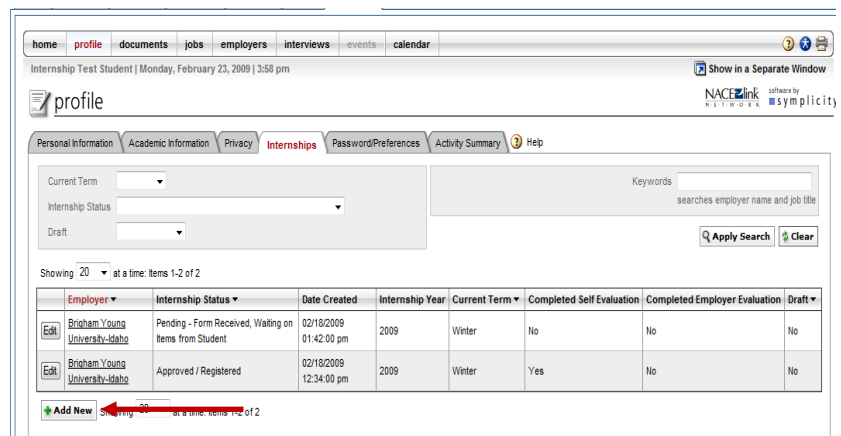 home profile documents jobs employers interviews events calendar
Internship Test Student | Monday, February 23, 2009 | 3:58 pm Show in a Separate Window
profile NACElink NETWORK software by symplicity
Personal Information Academic Information Privacy Internships Password/Preferences Activity Summary ? Help
Current Term Keywords
searches employer name and job title
Internship Status
Draft Apply Search Clear
Showing 20 at a time: Items 1-2 of 2
Employer Internship Status Date Created Internship Year Current Term Completed Self Evaluation Completed Employer Evaluation Draft
Edit Brigham Young University-Idaho Pending - Form Received, Waiting on Items from Student 02/18/2009 01:42:00 pm 2009 Winter No No No
Edit Brigham Young University-Idaho Approved / Registered 02/18/2009 12:34:00 pm 2009 Winter Yes No No
Add New Showing 20 at a time: Items 1-2 of 2